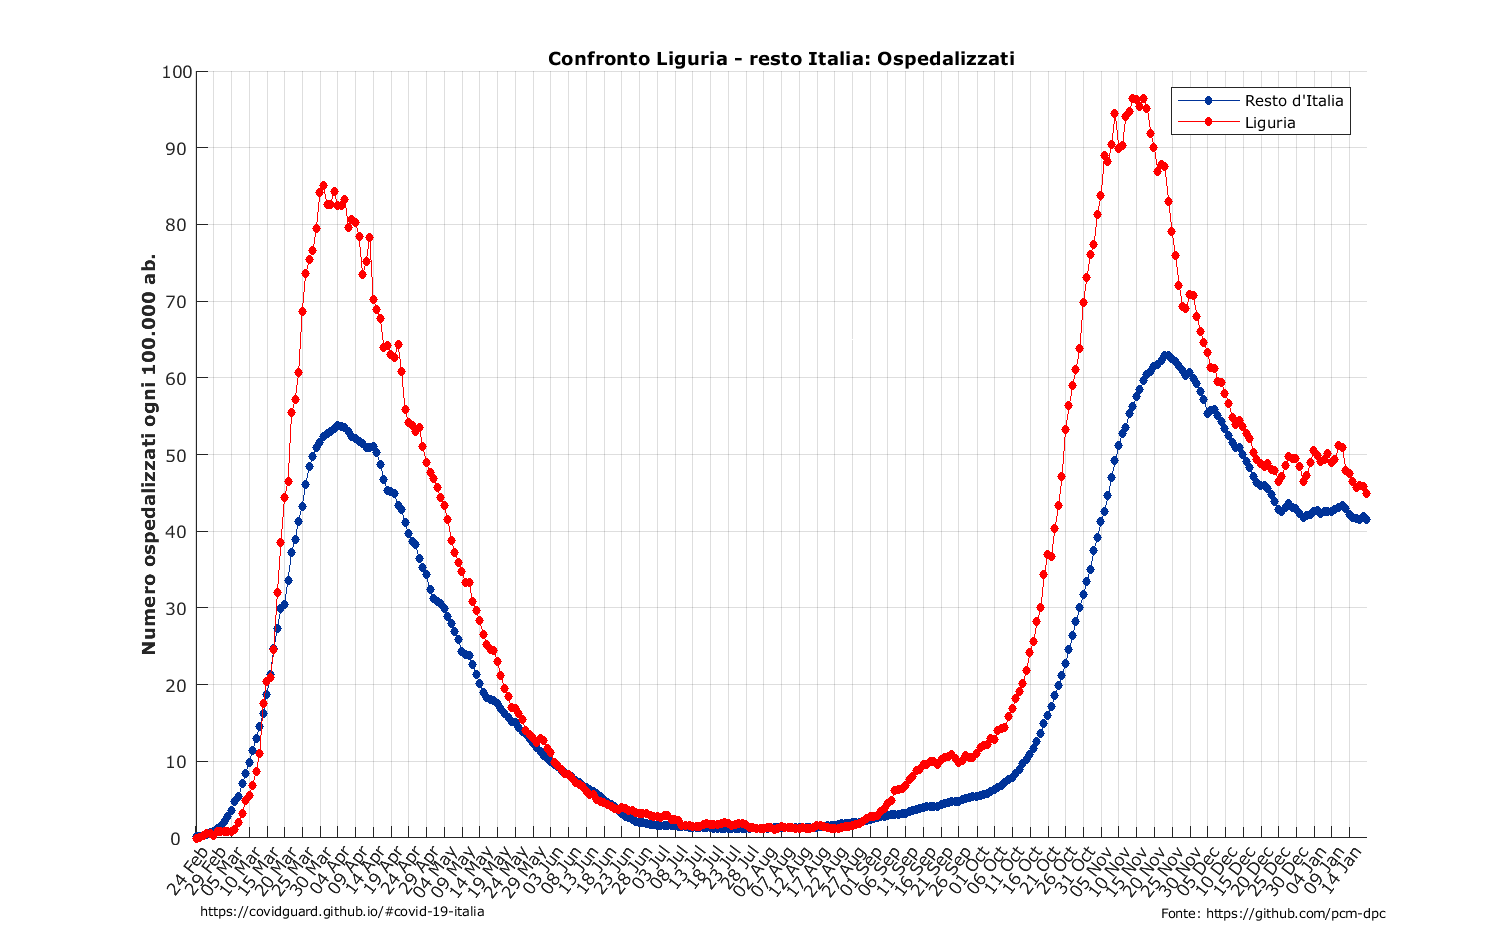 Confronto Liguria - resto Italia: Ospedalizzati
100
90
80
70
60
50
40
30
20
10
0
Numero ospedalizzati ogni 100.000 ab.
Resto d'Italia
Liguria
24 Feb
29 Feb
05 Mar
10 Mar
15 Mar
20 Mar
25 Mar
30 Mar
04 Apr
09 Apr
14 Apr
19 Apr
24 Apr
29 Apr
04 May
09 May
14 May
19 May
24 May
29 May
03 Jun
08 Jun
13 Jun
18 Jun
23 Jun
28 Jun
03 Jul
08 Jul
13 Jul
18 Jul
23 Jul
28 Jul
02 Aug
07 Aug
12 Aug
17 Aug
22 Aug
27 Aug
01 Sep
06 Sep
11 Sep
16 Sep
21 Sep
26 Sep
01 Oct
06 Oct
11 Oct
16 Oct
21 Oct
26 Oct
31 Oct
05 Nov
10 Nov
15 Nov
20 Nov
25 Nov
30 Nov
05 Dec
10 Dec
15 Dec
20 Dec
25 Dec
30 Dec
04 Jan
09 Jan
14 Jan
https://covidguard.github.io/#covid-19-italia
Fonte: https://github.com/pcm-dpc